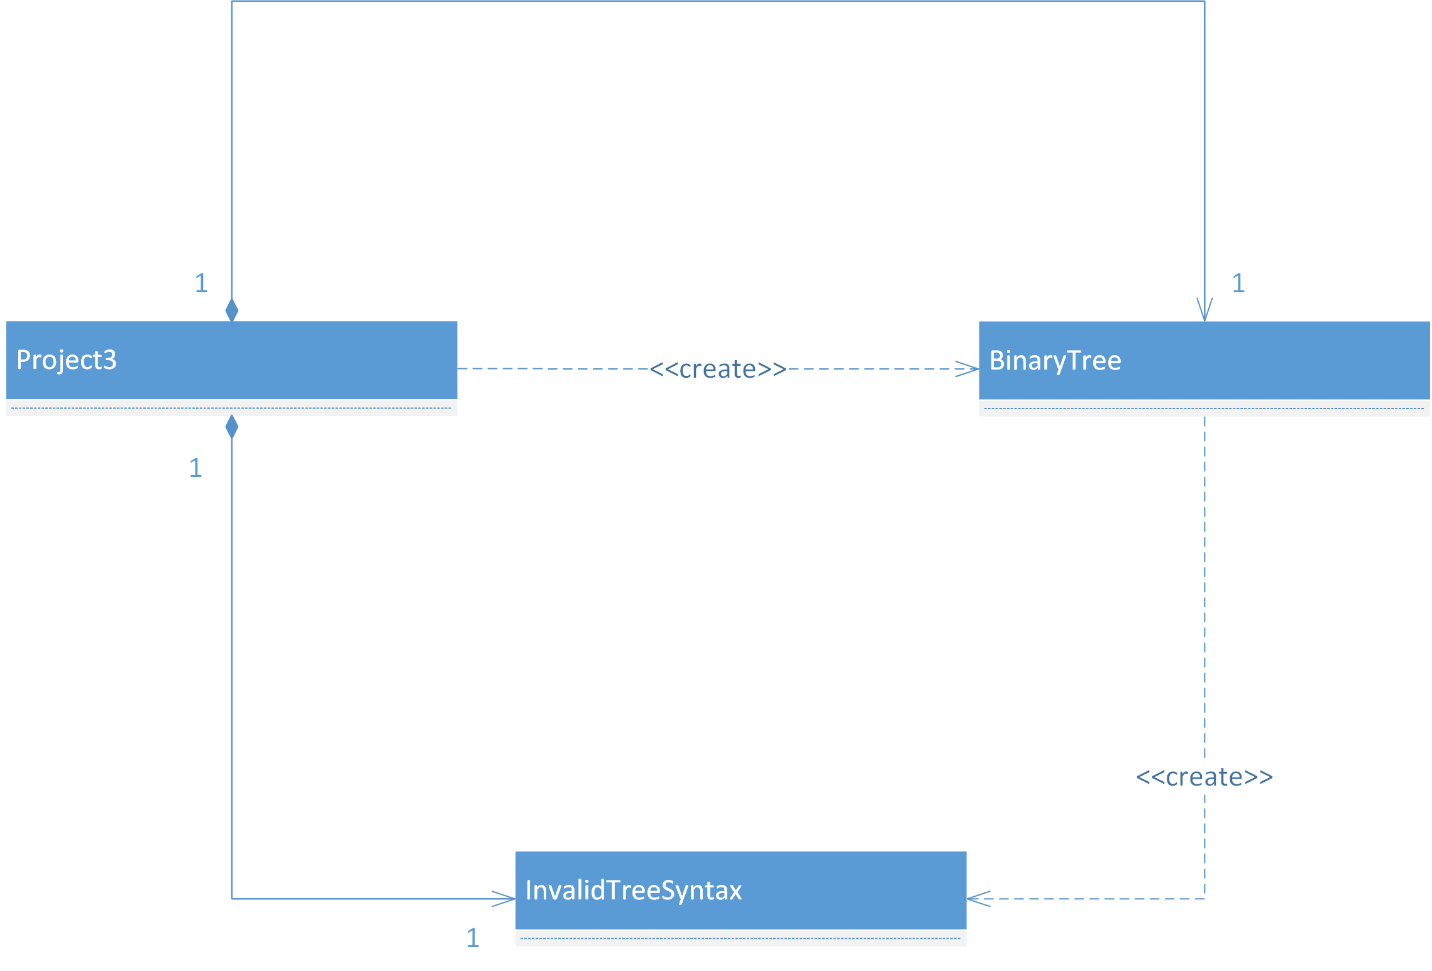 1
1
Project3
<<create>>
BinaryTree
1
<<create>>
InvalidTreeSyntax
1